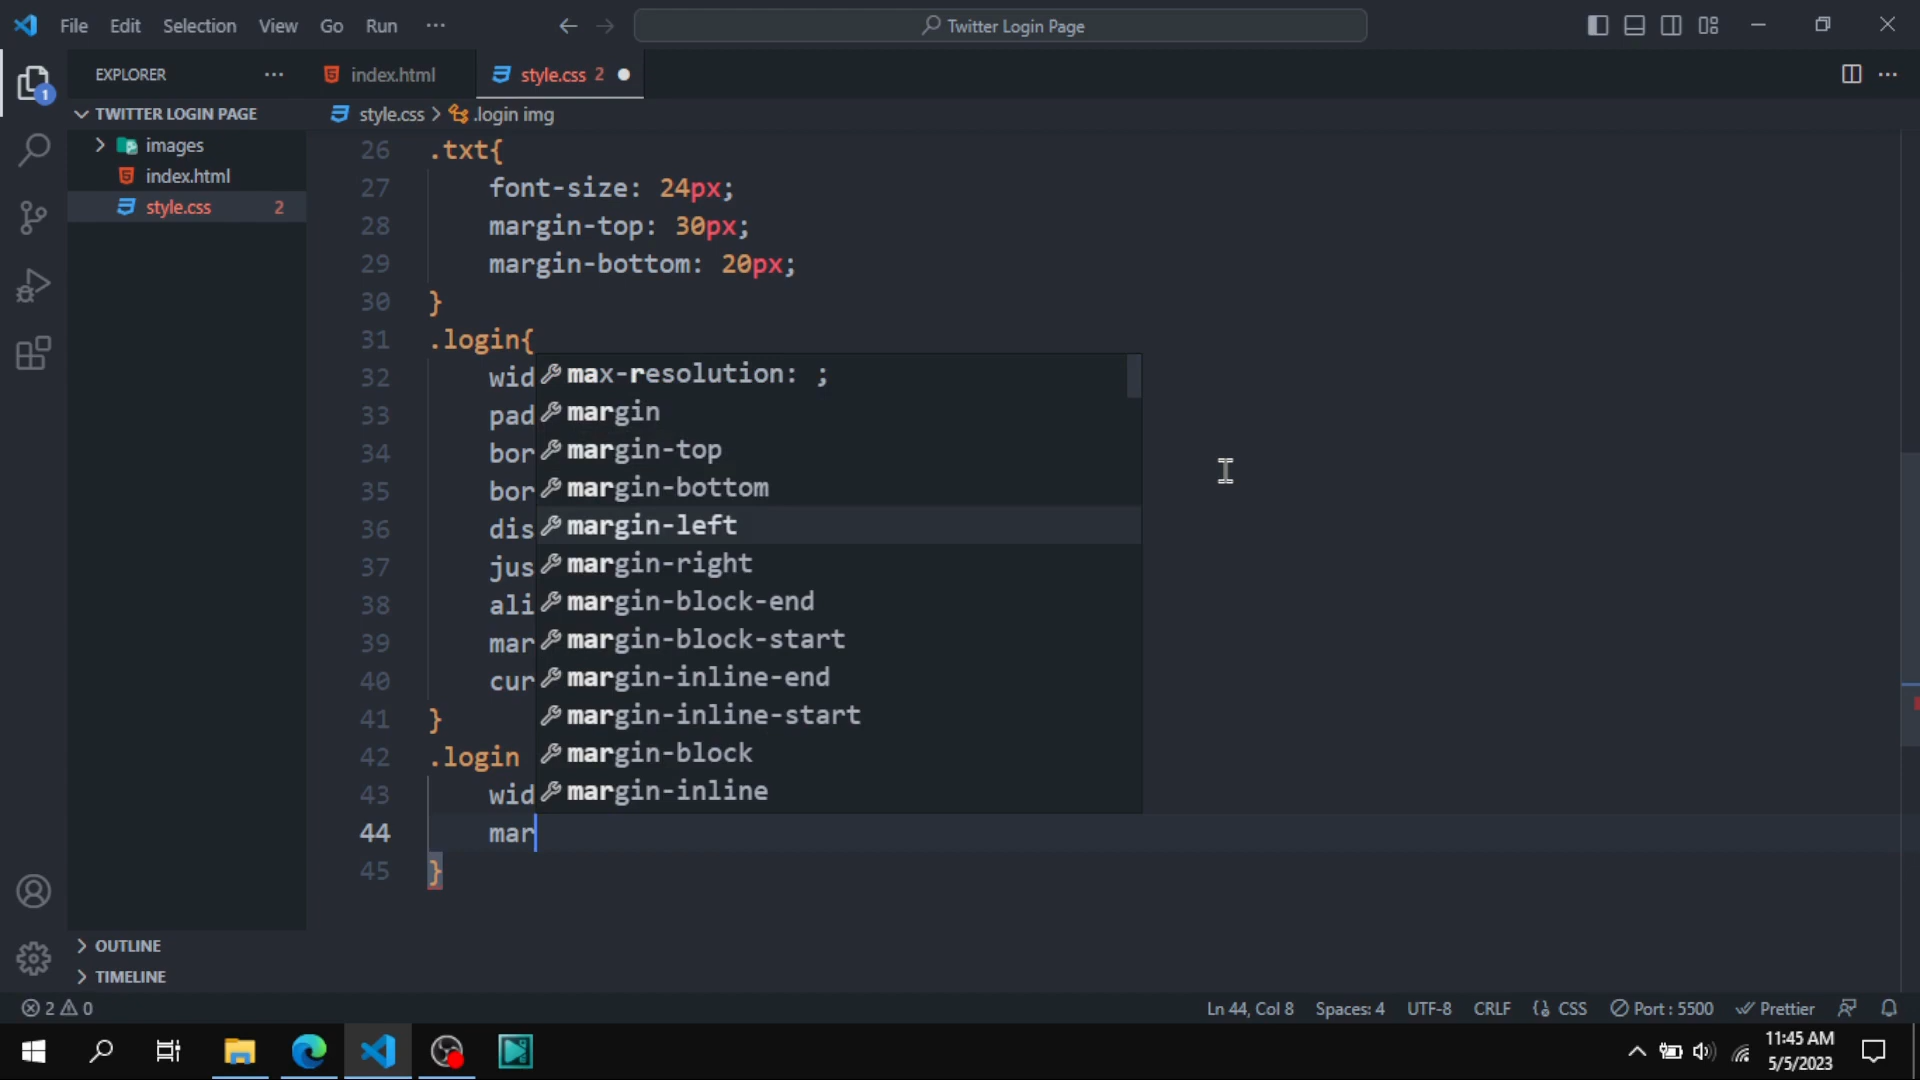 File Edit Selection View Go Run ···
Twitter Login Page
EXPLORER ···
index.html
style.css 2
1
TWITTER LOGIN PAGE
images
index.html
style.css 2
style.css > .login img
26 .txt{
27 font-size: 24px;
28 margin-top: 30px;
29 margin-bottom: 20px;
30 }
31 .login{
32 wid
33 pad
34 bor
35 bor
36 dis
37 jus
38 ali
39 mar
40 cur
41 }
42 .login
43 wid
44 mar
45 }
max-resolution: ;
margin
margin-top
margin-bottom
margin-left
margin-right
margin-block-end
margin-block-start
margin-inline-end
margin-inline-start
margin-block
margin-inline
OUTLINE
TIMELINE
2 0
Ln 44, Col 8 Spaces: 4 UTF-8 CRLF {} CSS Port : 5500 Prettier
11:45 AM
5/5/2023